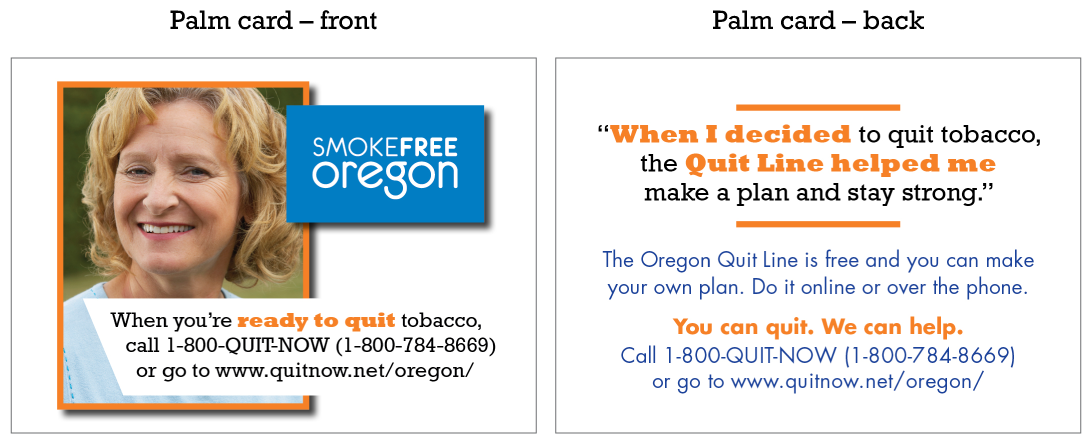 Palm card – front
SMOKEFREE
oregon
When you’re ready to quit tobacco,
call 1-800-QUIT-NOW (1-800-784-8669)
or go to www.quitnow.net/oregon/
Palm card – back
“When I decided to quit tobacco,
the Quit Line helped me
make a plan and stay strong.”
The Oregon Quit Line is free and you can make
your own plan. Do it online or over the phone.
You can quit. We can help.
Call 1-800-QUIT-NOW (1-800-784-8669)
or go to www.quitnow.net/oregon/